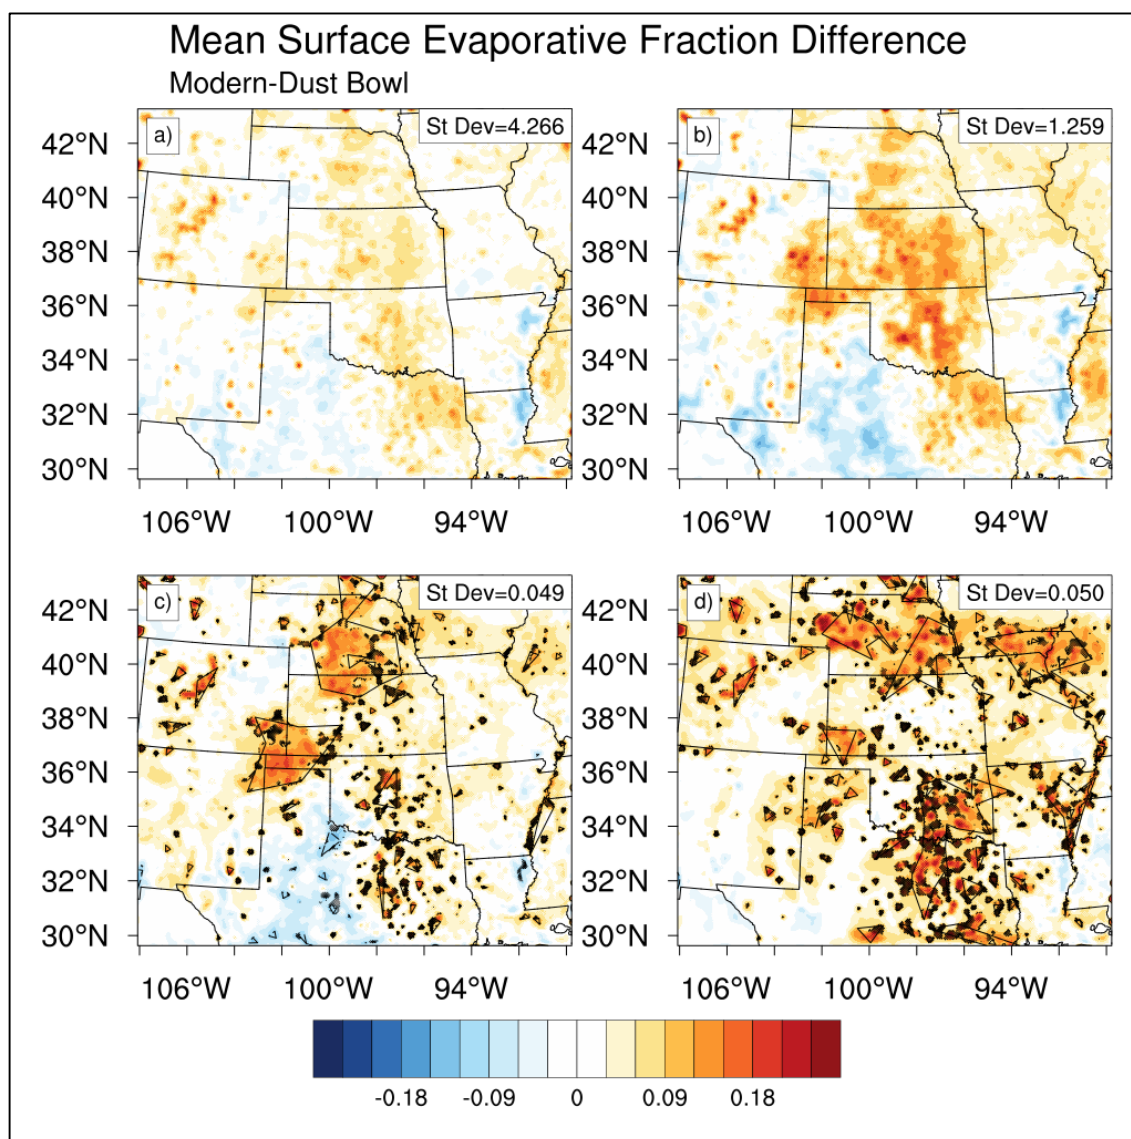 Mean Surface Evaporative Fraction Difference
Modern-Dust Bowl
a) St Dev=4.266
b) St Dev=1.259
42°N
40°N
38°N
36°N
34°N
32°N
30°N
42°N
40°N
38°N
36°N
34°N
32°N
30°N
106°W 100°W 94°W
106°W 100°W 94°W
c) St Dev=0.049
d) St Dev=0.050
42°N
40°N
38°N
36°N
34°N
32°N
30°N
42°N
40°N
38°N
36°N
34°N
32°N
30°N
106°W 100°W 94°W
106°W 100°W 94°W
-0.18 -0.09 0 0.09 0.18